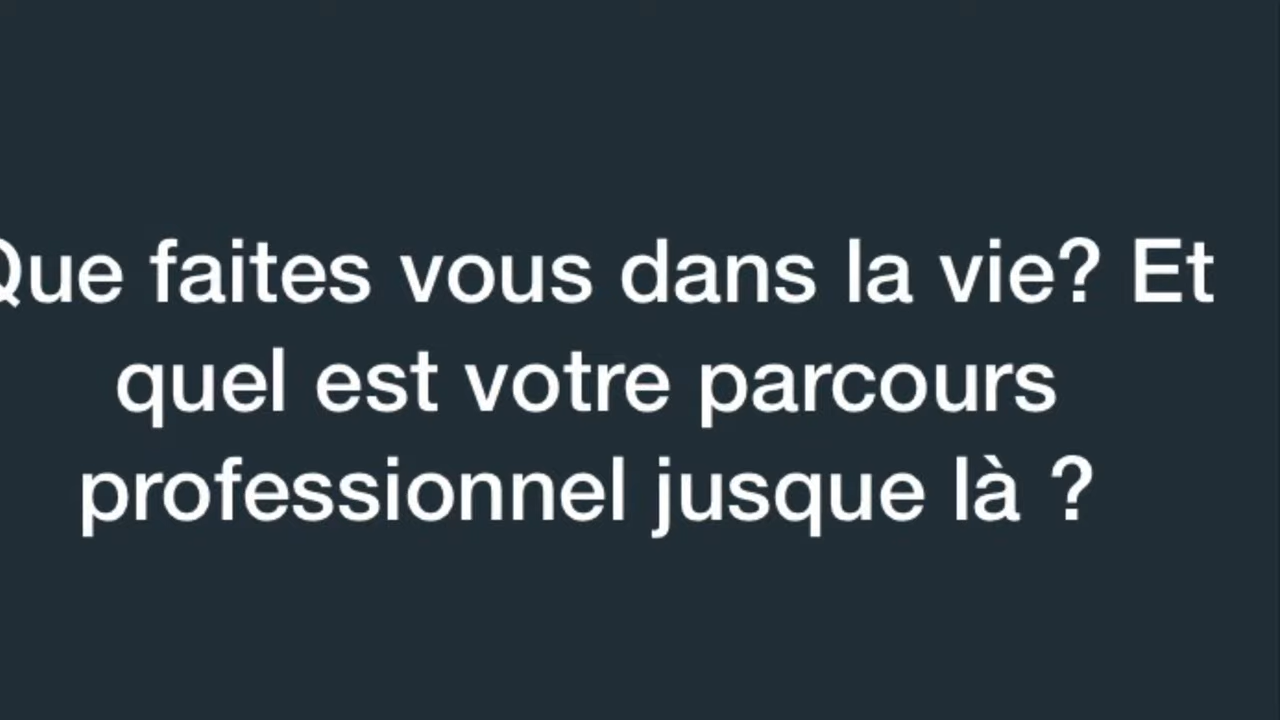 Que faites vous dans la vie? Et
quel est votre parcours
professionnel jusque là ?